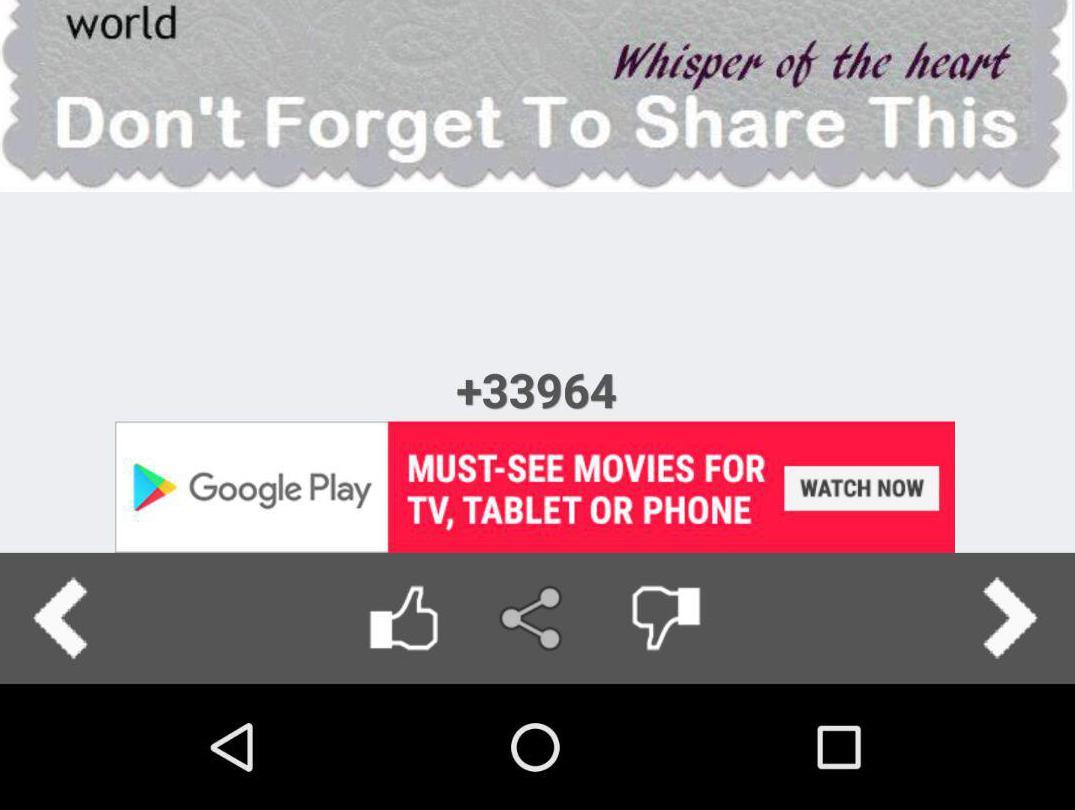 world
Whisper of the heart
Don't Forget To Share This
+33964
Google Play
MUST-SEE MOVIES FOR
TV, TABLET OR PHONE
WATCH NOW